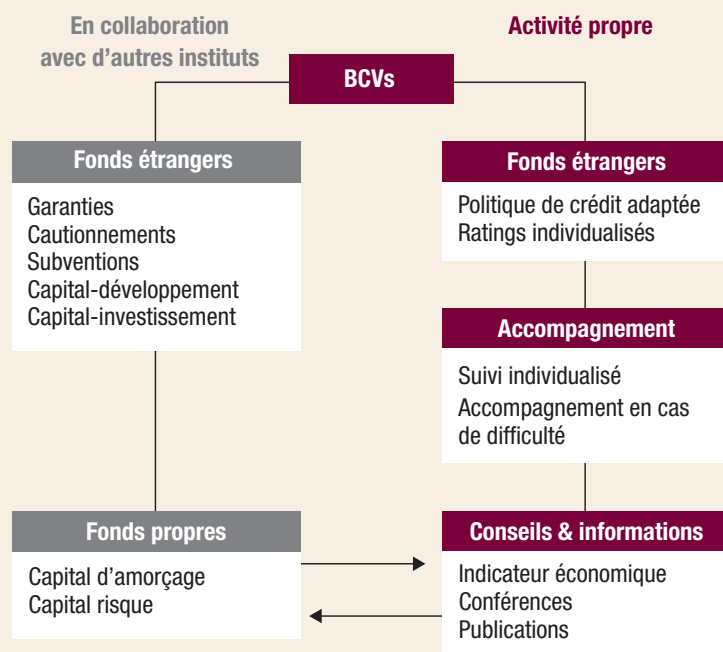 En collaboration
avec d'autres instituts
Activité propre
BCVs
Fonds étrangers
Garanties
Cautionnements
Subventions
Capital-développement
Capital-investissement
Fonds propres
Capital d'amorçage
Capital risque
Fonds étrangers
Politique de crédit adaptée
Ratings individualisés
Accompagnement
Suivi individualisé
Accompagnement en cas
de difficulté
Conseils & informations
Indicateur économique
Conférences
Publications